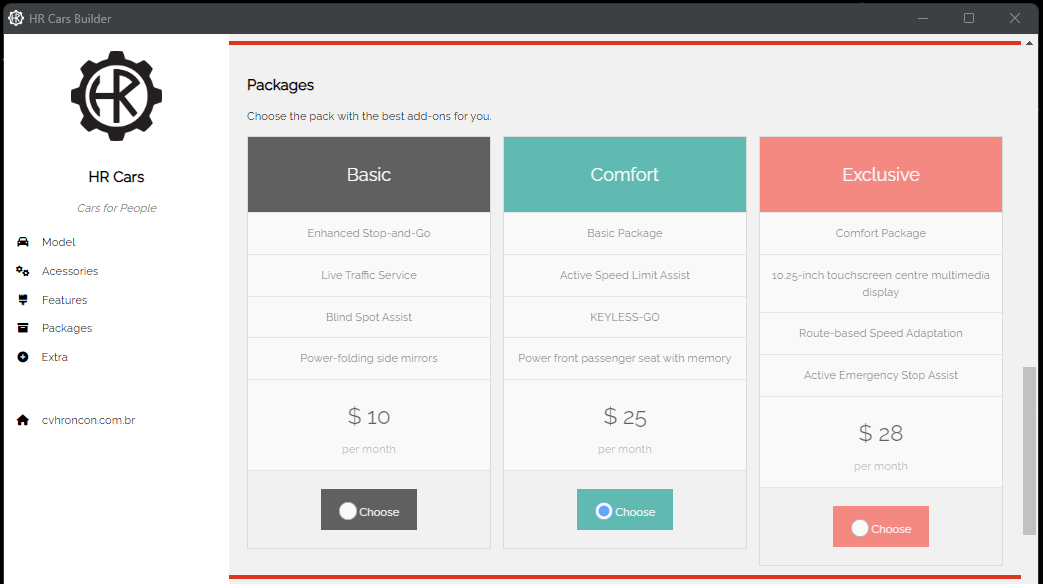 HR Cars Builder
HR
HR Cars
Cars for People
Model
Acessories
Features
Packages
Extra
cvhroncon.com.br
Packages
Choose the pack with the best add-ons for you.
Basic
Enhanced Stop-and-Go
Live Traffic Service
Blind Spot Assist
Power-folding side mirrors
$ 10
per month
Choose
Comfort
Basic Package
Active Speed Limit Assist
KEYLESS-GO
Power front passenger seat with memory
$ 25
per month
Choose
Exclusive
Comfort Package
10.25-inch touchscreen centre multimedia
display
Route-based Speed Adaptation
Active Emergency Stop Assist
$ 28
per month
Choose